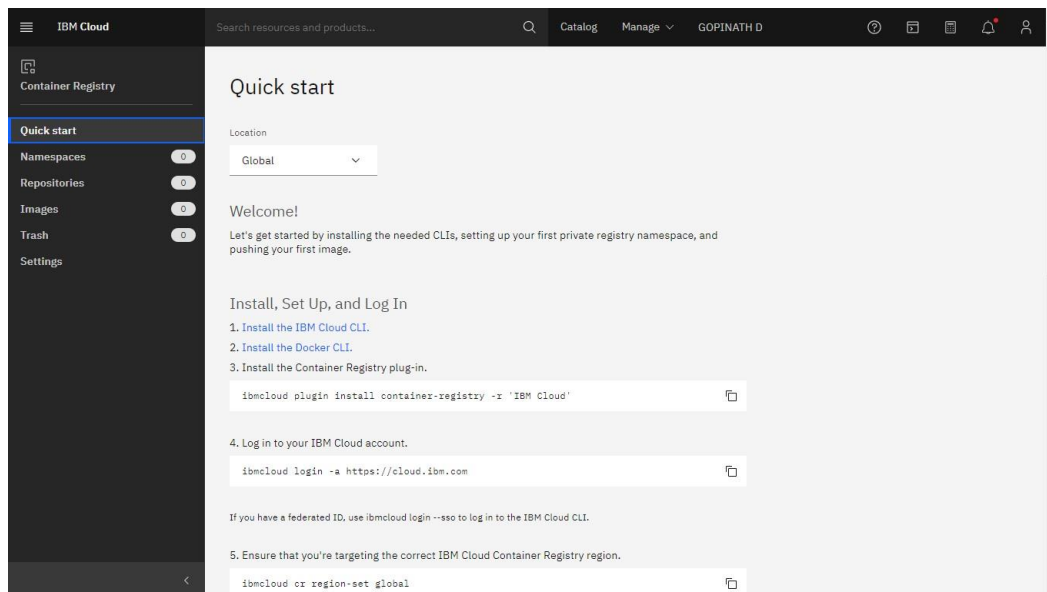 IBM Cloud
Search resources and products...
Catalog
Manage
GOPINATH D
Container Registry
Quick start
Namespaces 0
Repositories 0
Images 0
Trash 0
Settings
Quick start
Location
Global
Welcome!
Let's get started by installing the needed CLIs, setting up your first private registry namespace, and
pushing your first image.
Install, Set Up, and Log In
1. Install the IBM Cloud CLI.
2. Install the Docker CLI.
3. Install the Container Registry plug-in.
ibmcloud plugin install container-registry -r 'IBM Cloud'
4. Log in to your IBM Cloud account.
ibmcloud login -a https://cloud.ibm.com
If you have a federated ID, use ibmcloud login --sso to log in to the IBM Cloud CLI.
5. Ensure that you're targeting the correct IBM Cloud Container Registry region.
ibmcloud cr region-set global